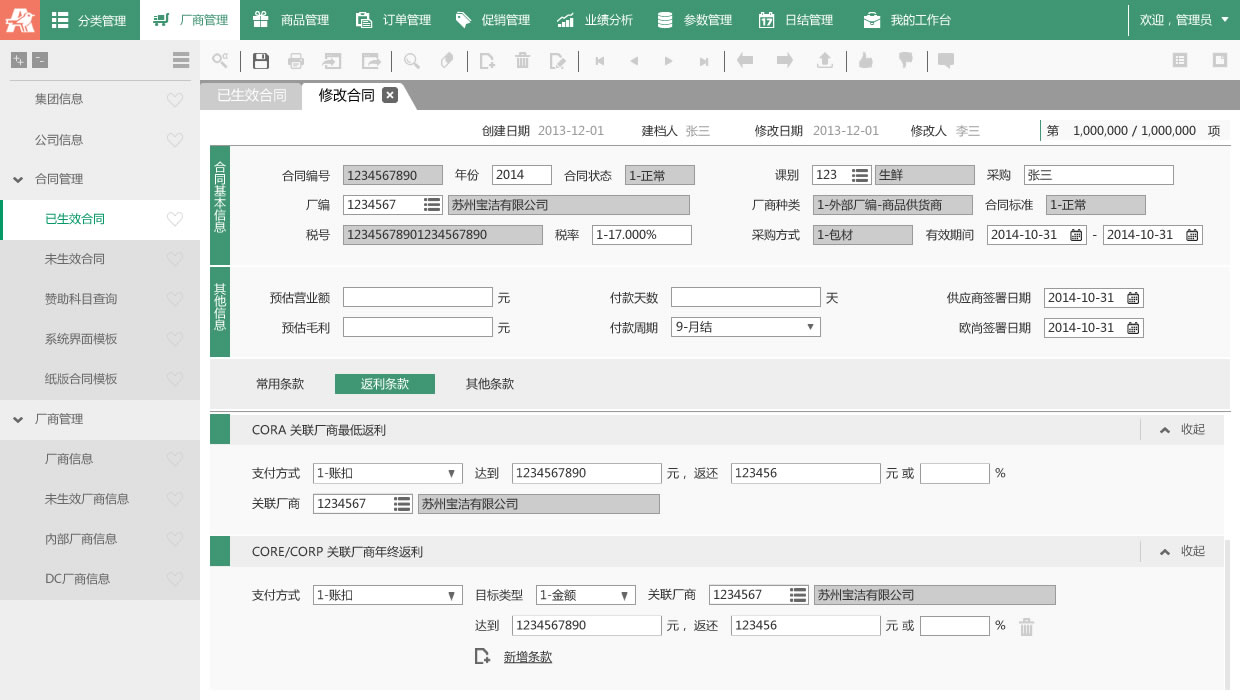 分类管理 厂商管理 商品管理 订单管理 促销管理 业绩分析 参数管理 日结管理 我的工作台 欢迎，管理员
集团信息
公司信息
合同管理
已生效合同
未生效合同
赞助科目查询
系统界面模板
纸版合同模板
厂商管理
厂商信息
未生效厂商信息
内部厂商信息
DC厂商信息
已生效合同 修改合同
创建日期 2013-12-01 建档人 张三 修改日期 2013-12-01 修改人 李三 第 1,000,000 / 1,000,000 项
合同基本信息
合同编号 1234567890 年份 2014 合同状态 1-正常 课别 123 生鲜 采购 张三
厂编 1234567 苏州宝洁有限公司 厂商种类 1-外部厂编-商品供货商 合同标准 1-正常
税号 12345678901234567890 税率 1-17.000% 采购方式 1-包材 有效期间 2014-10-31 - 2014-10-31
其他信息
预估营业额 元 付款天数 天 供应商签署日期 2014-10-31
预估毛利 元 付款周期 9-月结 欧尚签署日期 2014-10-31
常用条款 返利条款 其他条款
CORA 关联厂商最低返利 收起
支付方式 1-账扣 达到 1234567890 元，返还 123456 元 或 %
关联厂商 1234567 苏州宝洁有限公司
CORE/CORP 关联厂商年终返利 收起
支付方式 1-账扣 目标类型 1-金额 关联厂商 1234567 苏州宝洁有限公司
达到 1234567890 元，返还 123456 元 或 %
新增条款